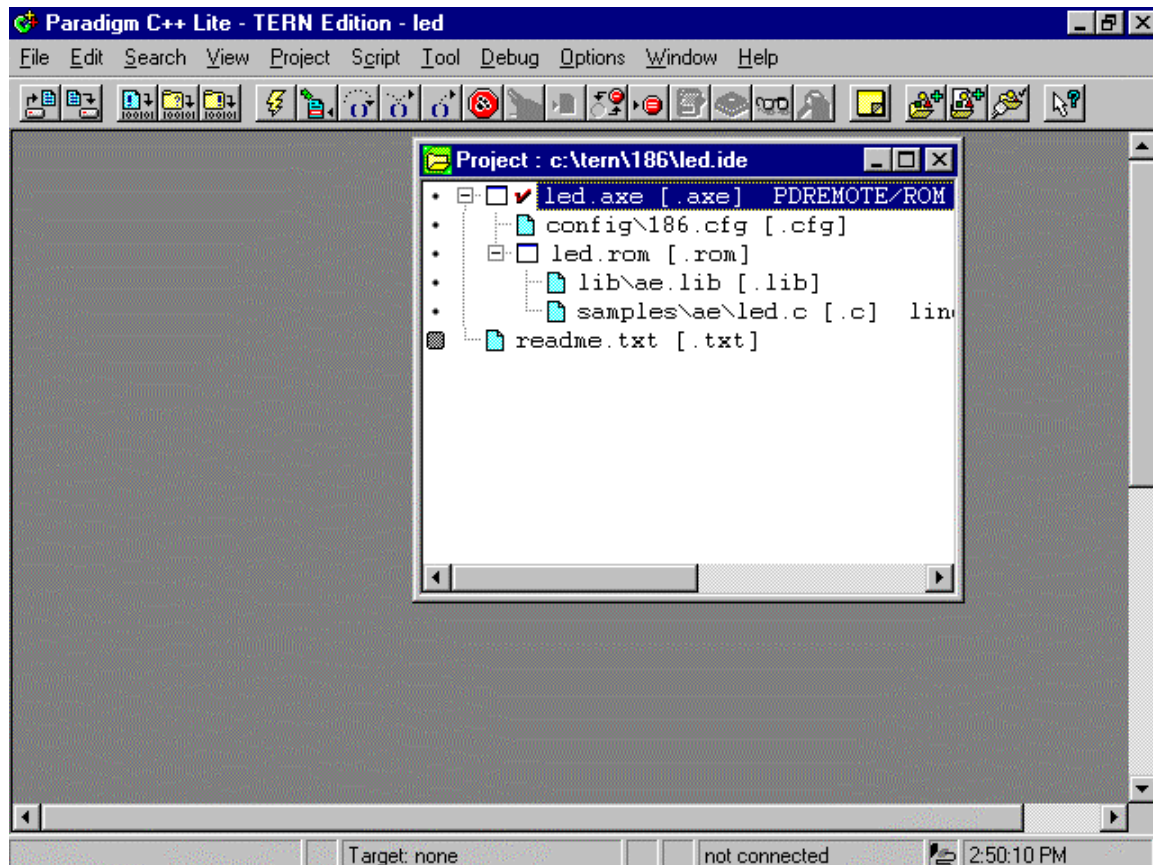 Paradigm C++ Lite - TERN Edition - led
File Edit Search View Project Script Tool Debug Options Window Help
Project : c:\tern\186\led.ide
led.axe [.axe] PDREMOTE/ROM
config\186.cfg [.cfg]
led.rom [.rom]
lib\ae.lib [.lib]
samples\ae\led.c [.c] line
readme.txt [.txt]
Target: none not connected 2:50:10 PM